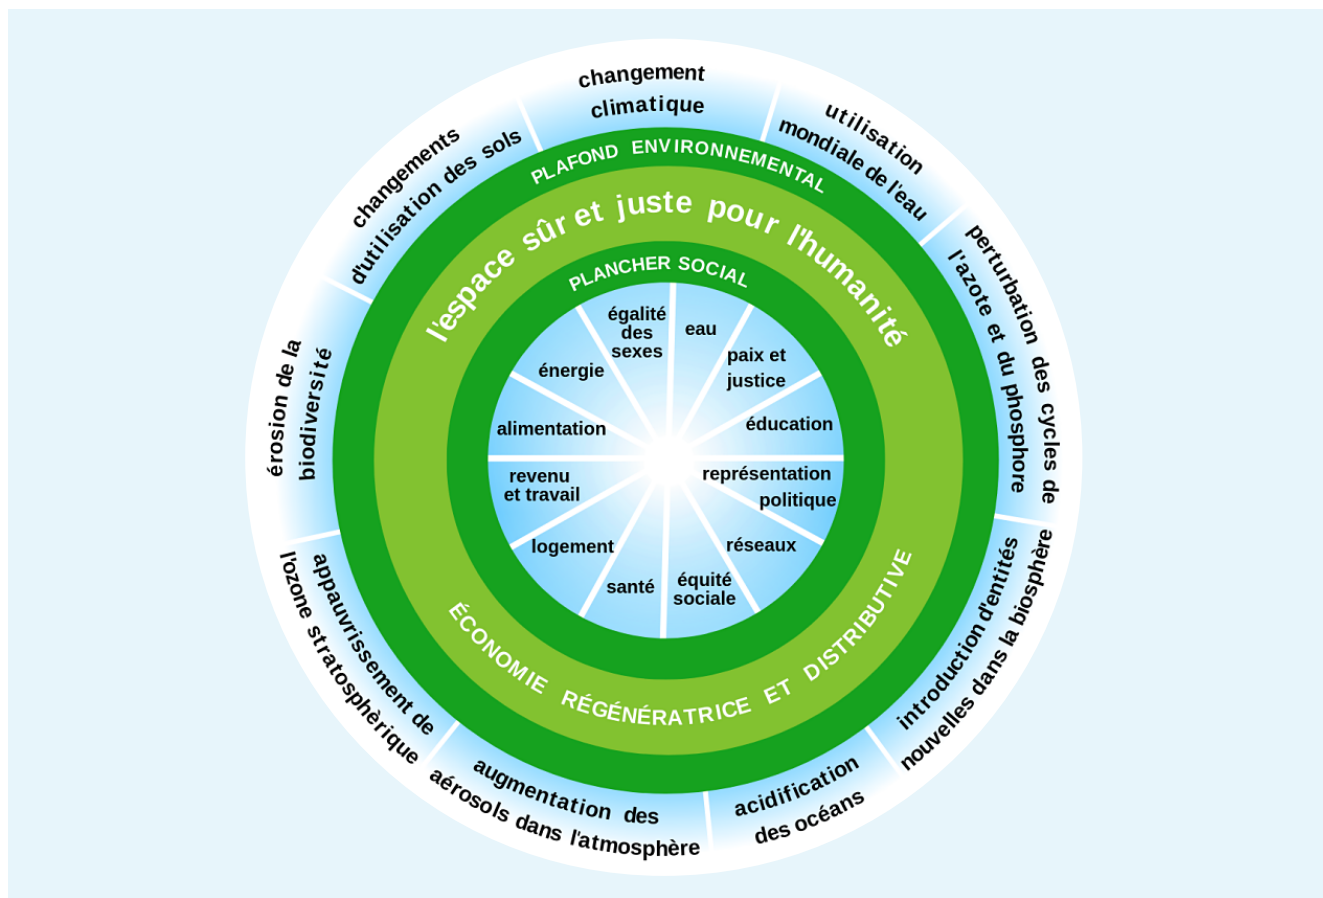 changement
climatique
utilisation
mondiale de l'eau
perturbation des cycles de
l'azote et du phosphore
introduction d'entités
nouvelles dans la biosphère
acidification
des océans
augmentation des
aérosols dans l'atmosphère
appauvrissement de
l'ozone stratosphèrique
érosion de la
biodiversité
changements
d'utilisation des sols
PLAFOND ENVIRONNEMENTAL
l'espace sûr et juste pour l'humanité
PLANCHER SOCIAL
égalité
des
sexes
eau
paix et
justice
éducation
représentation
politique
réseaux
équité
sociale
santé
logement
revenu
et travail
alimentation
énergie
ÉCONOMIE RÉGÉNÉRATRICE ET DISTRIBUTIVE